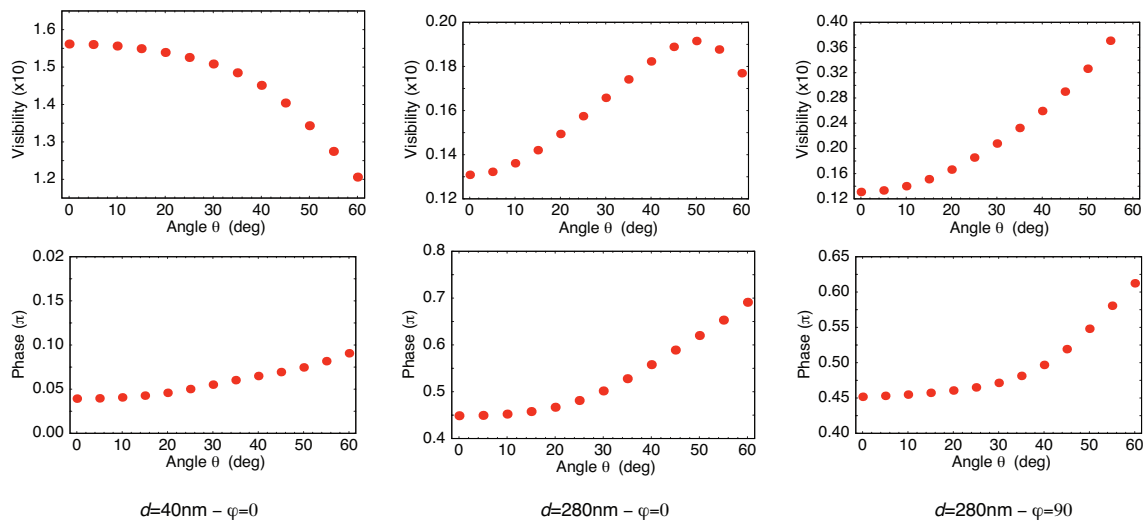 Visibility (x10)
1.6
1.5
1.4
1.3
1.2
0 10 20 30 40 50 60
Angle θ (deg)
Visibility (x10)
0.20
0.18
0.16
0.14
0.12
0 10 20 30 40 50 60
Angle θ (deg)
Visibility (x10)
0.40
0.36
0.32
0.28
0.24
0.20
0.16
0.12
0 10 20 30 40 50 60
Angle θ (deg)
Phase (π)
0.02
0.15
0.10
0.05
0.00
0 10 20 30 40 50 60
Angle θ (deg)
Phase (π)
0.8
0.7
0.6
0.5
0.4
0 10 20 30 40 50 60
Angle θ (deg)
Phase (π)
0.65
0.60
0.55
0.50
0.45
0.40
0 10 20 30 40 50 60
Angle θ (deg)
d=40nm – φ=0
d=280nm – φ=0
d=280nm – φ=90